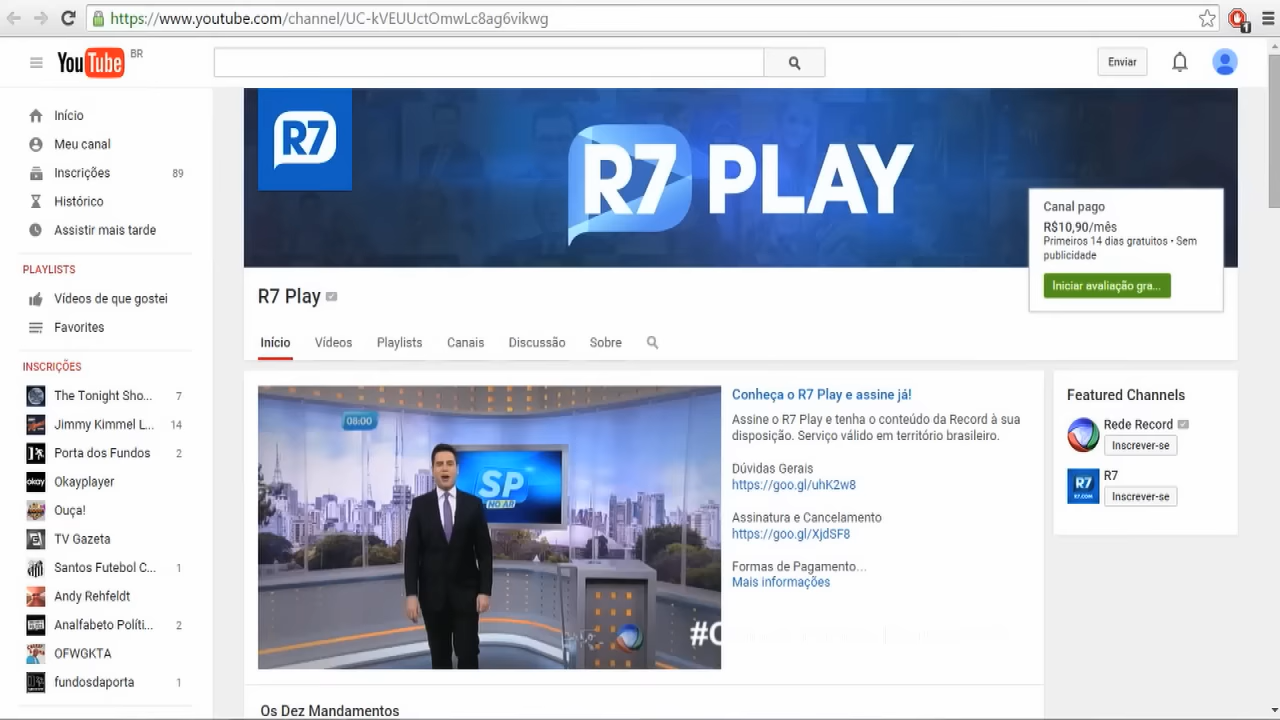 https://www.youtube.com/channel/UC-kVEUUctOmwLc8ag6vikwg
1
YouTube BR
Enviar
Início
Meu canal
Inscrições 89
Histórico
Assistir mais tarde
PLAYLISTS
Vídeos de que gostei
Favorites
INSCRIÇÕES
The Tonight Sho... 7
Jimmy Kimmel L... 14
Porta dos Fundos 2
okay Okayplayer
Ouça!
TV Gazeta
Santos Futebol C... 1
Andy Rehfeldt
Analfabeto Políti... 2
OFWGKTA
fundosdaporta 1
R7
R7 PLAY
Canal pago
R$10,90/mês
Primeiros 14 dias gratuitos • Sem
publicidade
Iniciar avaliação gra...
R7 Play
Início Vídeos Playlists Canais Discussão Sobre
08:00
SP
NO AR
#C
Conheça o R7 Play e assine já!
Assine o R7 Play e tenha o conteúdo da Record à sua
disposição. Serviço válido em território brasileiro.
Dúvidas Gerais
https://goo.gl/uhK2w8
Assinatura e Cancelamento
https://goo.gl/XjdSF8
Formas de Pagamento...
Mais informações
Featured Channels
Rede Record
Inscrever-se
R7
R7.COM
R7
Inscrever-se
Os Dez Mandamentos